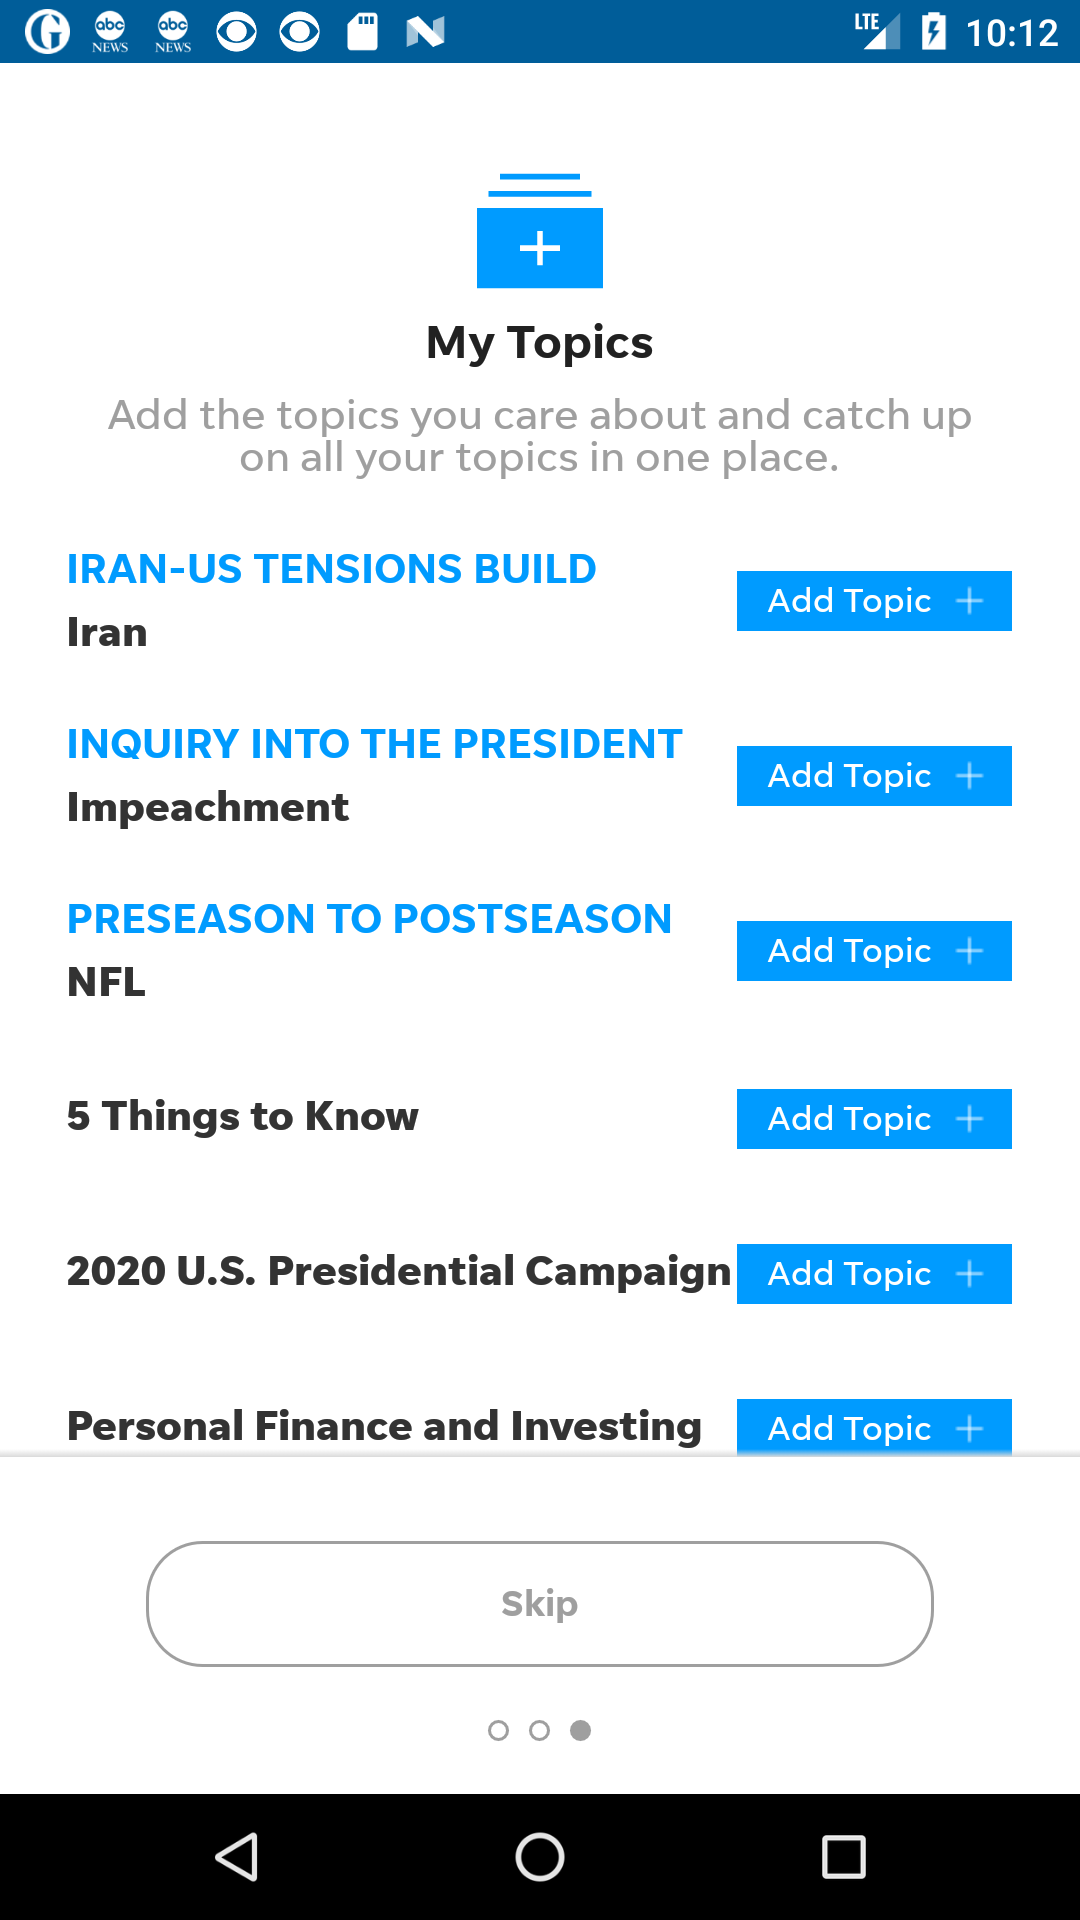 abc NEWS abc NEWS LTE 10:12
My Topics
Add the topics you care about and catch up
on all your topics in one place.
IRAN-US TENSIONS BUILD
Iran
Add Topic
INQUIRY INTO THE PRESIDENT
Impeachment
Add Topic
PRESEASON TO POSTSEASON
NFL
Add Topic
5 Things to Know
Add Topic
2020 U.S. Presidential Campaign
Add Topic
Personal Finance and Investing
Add Topic
Skip